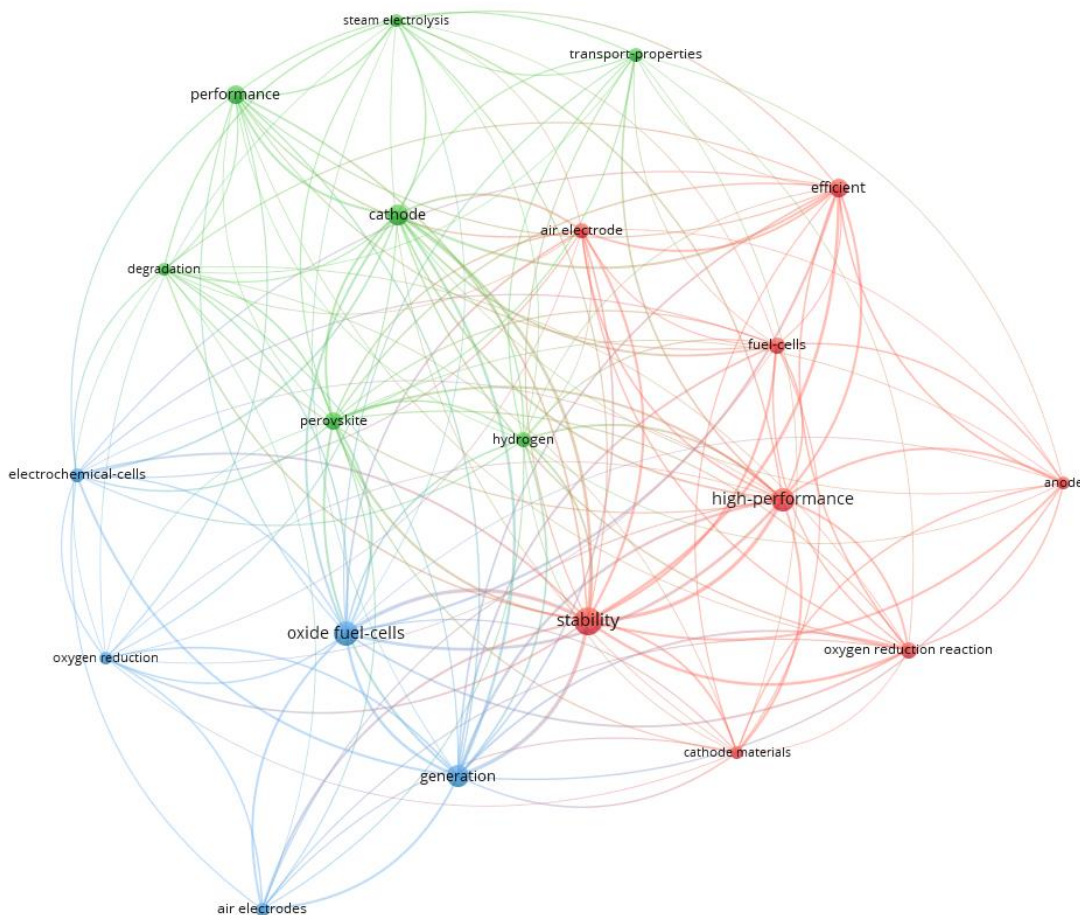 steam electrolysis
transport-properties
performance
efficient
cathode
air electrode
degradation
fuel-cells
perovskite
hydrogen
electrochemical-cells
anode
high-performance
stability
oxide fuel-cells
oxygen reduction reaction
oxygen reduction
cathode materials
generation
air electrodes